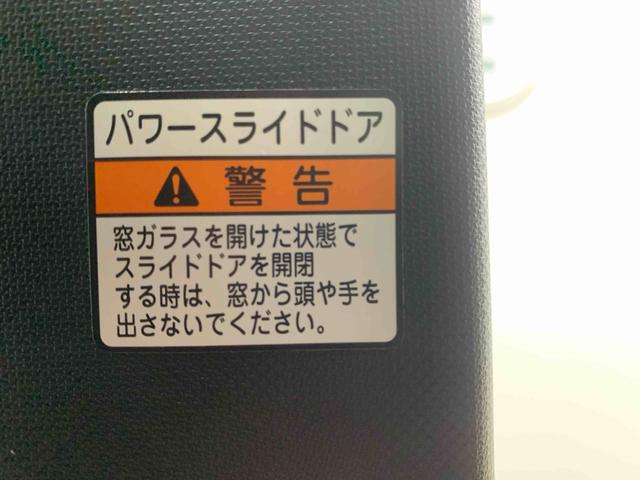 パワースライドドア
警告
窓ガラスを開けた状態で
スライドドアを開閉
する時は、窓から頭や手を
出さないでください。